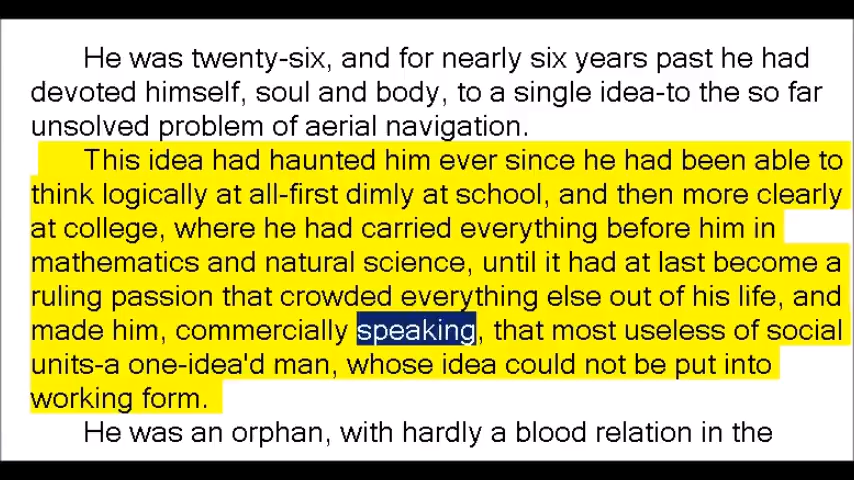 He was twenty-six, and for nearly six years past he had
devoted himself, soul and body, to a single idea-to the so far
unsolved problem of aerial navigation.
This idea had haunted him ever since he had been able to
think logically at all-first dimly at school, and then more clearly
at college, where he had carried everything before him in
mathematics and natural science, until it had at last become a
ruling passion that crowded everything else out of his life, and
made him, commercially speaking, that most useless of social
units-a one-idea'd man, whose idea could not be put into
working form.
He was an orphan, with hardly a blood relation in the